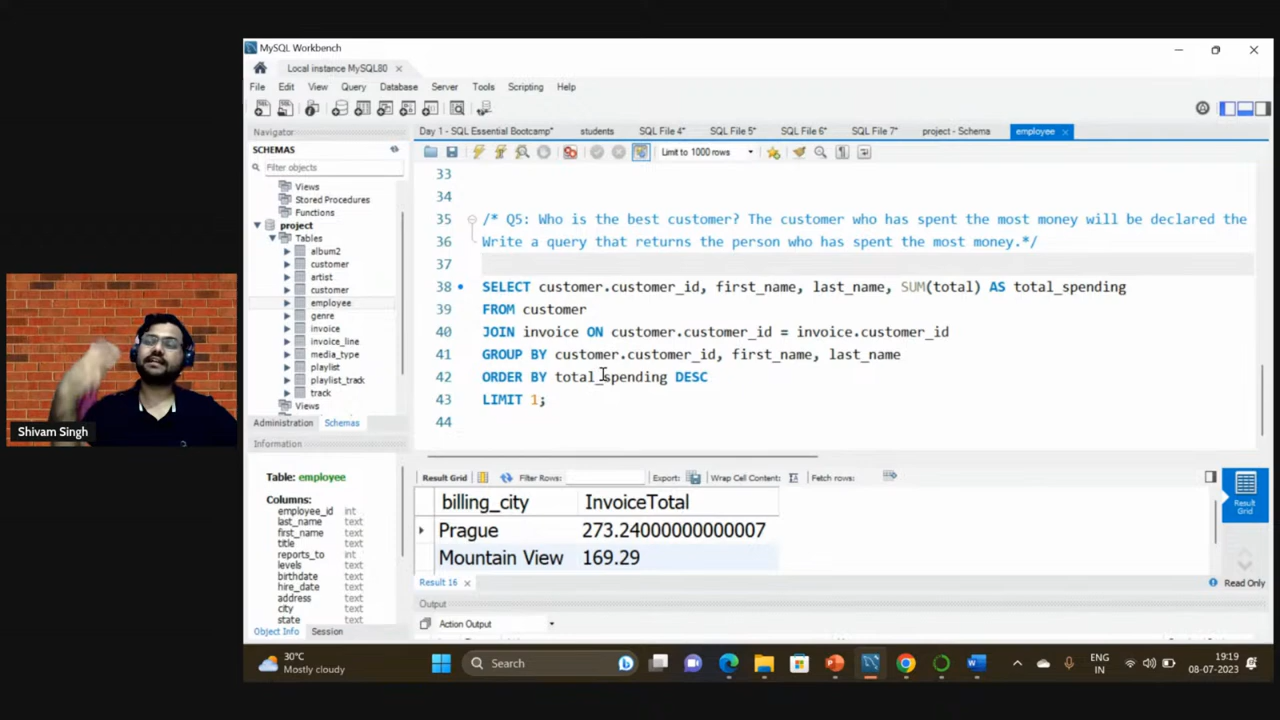 MySQL Workbench
Local instance MySQL80
File Edit View Query Database Server Tools Scripting Help
Navigator
SCHEMAS
Filter objects
Views
Stored Procedures
Functions
project
Tables
album2
customer
artist
customer
employee
genre
invoice
invoice_line
media_type
playlist
playlist_track
track
Views
Administration Schemas
Information
Table: employee
Columns:
employee_id int
last_name text
first_name text
title text
reports_to int
levels text
birthdate text
hire_date text
address text
city text
state text
Object Info Session
Day 1 - SQL Essential Bootcamp* students SQL File 4* SQL File 5* SQL File 6* SQL File 7* project - Schema employee
Limit to 1000 rows
33
34
35 /* Q5: Who is the best customer? The customer who has spent the most money will be declared the
36 Write a query that returns the person who has spent the most money.*/
37
38 SELECT customer.customer_id, first_name, last_name, SUM(total) AS total_spending
39 FROM customer
40 JOIN invoice ON customer.customer_id = invoice.customer_id
41 GROUP BY customer.customer_id, first_name, last_name
42 ORDER BY total_spending DESC
43 LIMIT 1;
44
Result Grid Filter Rows: Export: Wrap Cell Content: Fetch rows:
billing_city InvoiceTotal
Prague 273.24000000000007
Mountain View 169.29
Result Grid
Result 16
Read Only
Output
Action Output
Shivam Singh
30°C
Mostly cloudy
Search
ENG
IN
19:19
08-07-2023